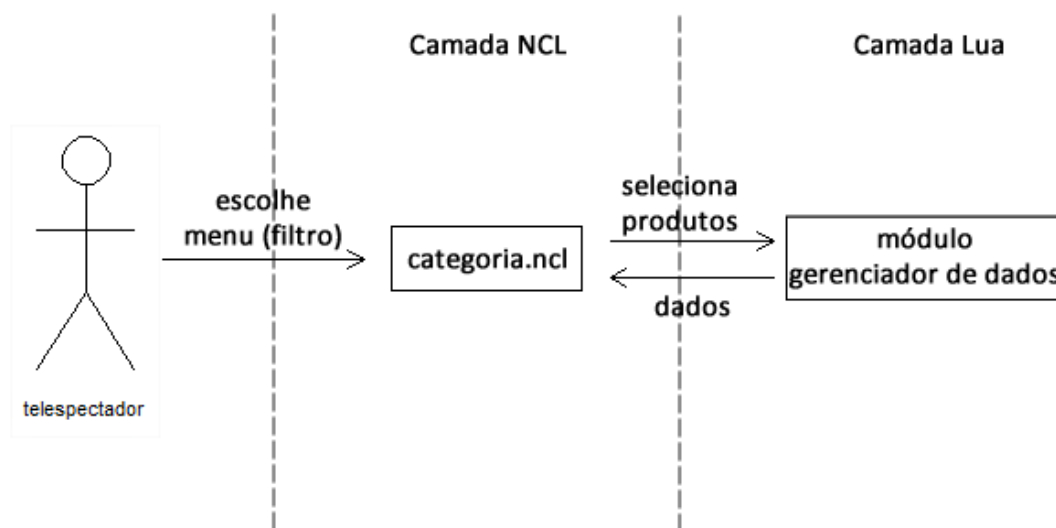 Camada NCL
Camada Lua
escolhe
menu (filtro)
categoria.ncl
seleciona
produtos
dados
módulo
gerenciador de dados
telespectador